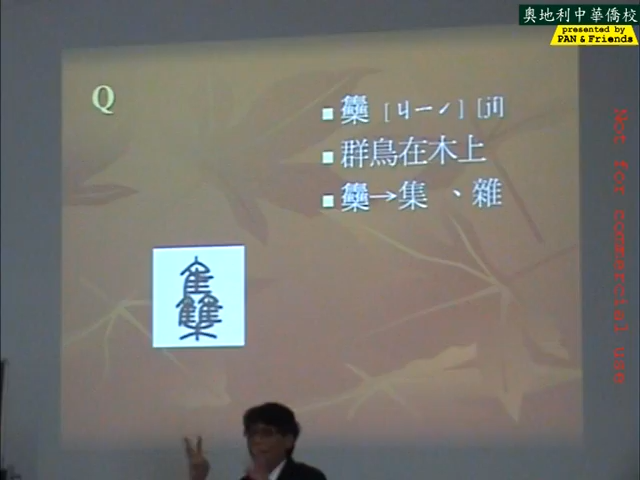 奧地利中華僑校
presented by
PAN & Friends
Q
雧 [ㄐㄧˊ] [jí]
群鳥在木上
雧→集 、雜
雧
Not for commercial use